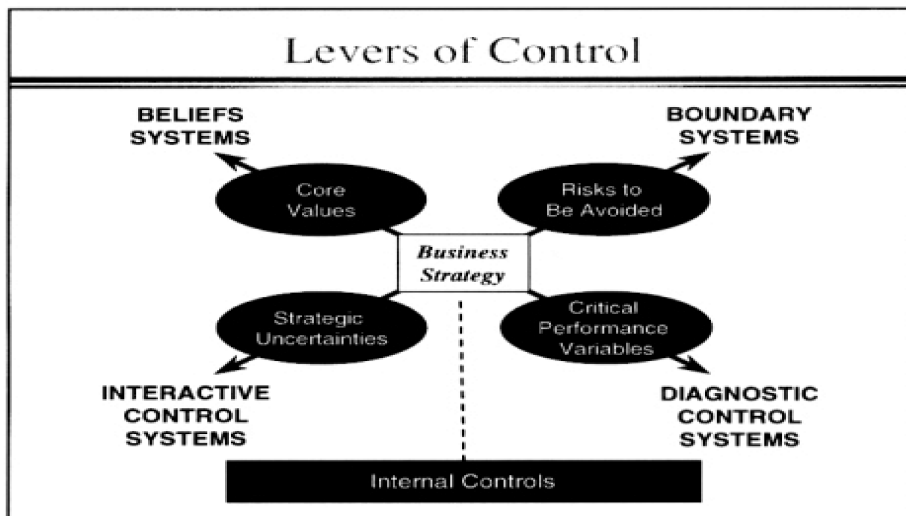 Levers of Control
BELIEFS
SYSTEMS
BOUNDARY
SYSTEMS
Core
Values
Risks to
Be Avoided
Business
Strategy
Strategic
Uncertainties
Critical
Performance
Variables
INTERACTIVE
CONTROL
SYSTEMS
DIAGNOSTIC
CONTROL
SYSTEMS
Internal Controls